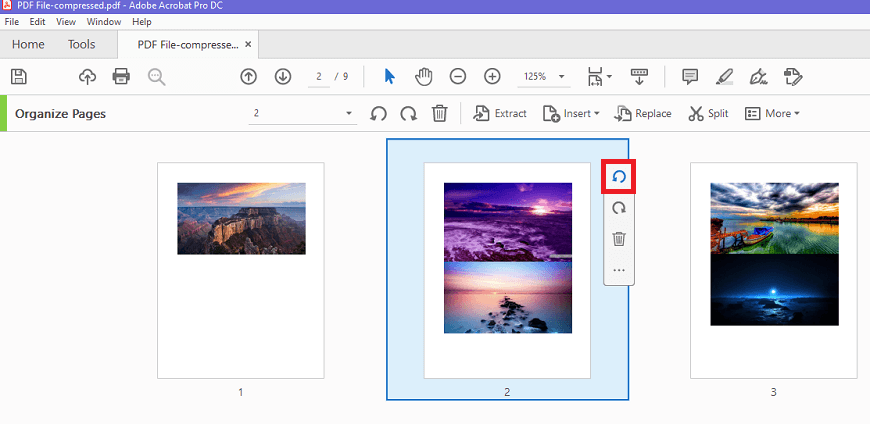 PDF File-compressed.pdf - Adobe Acrobat Pro DC
File Edit View Window Help
Home Tools PDF File-compresse... ×
2 / 9 125%
Organize Pages 2 Extract Insert Replace Split More
1 2 3